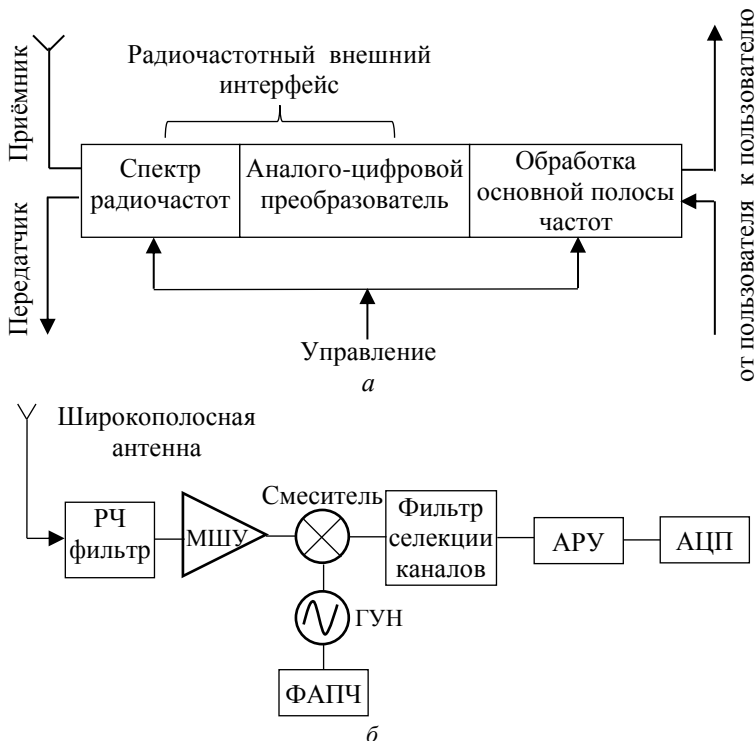 Приёмник
Передатчик
Радиочастотный внешний
интерфейс
Спектр
радиочастот
Аналого-цифровой
преобразователь
Обработка
основной полосы
частот
от пользователя к пользователю
Управление
а
Широкополосная
антенна
РЧ
фильтр
МШУ
Смеситель
Фильтр
селекции
каналов
АРУ
АЦП
ГУН
ФАПЧ
б